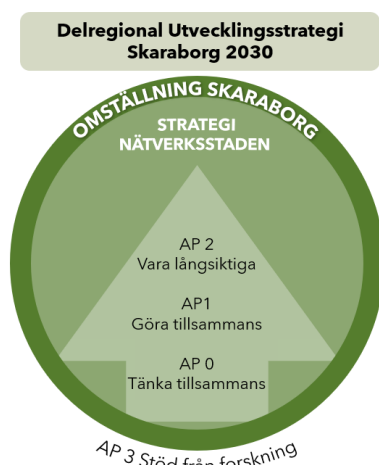 Delregional Utvecklingsstrategi
Skaraborg 2030
OMSTÄLLNING SKARABORG
STRATEGI
NÄTVERKSSTADEN
AP 2
Vara långsiktiga
AP1
Göra tillsammans
AP 0
Tänka tillsammans
AP 3 Stöd från forskning